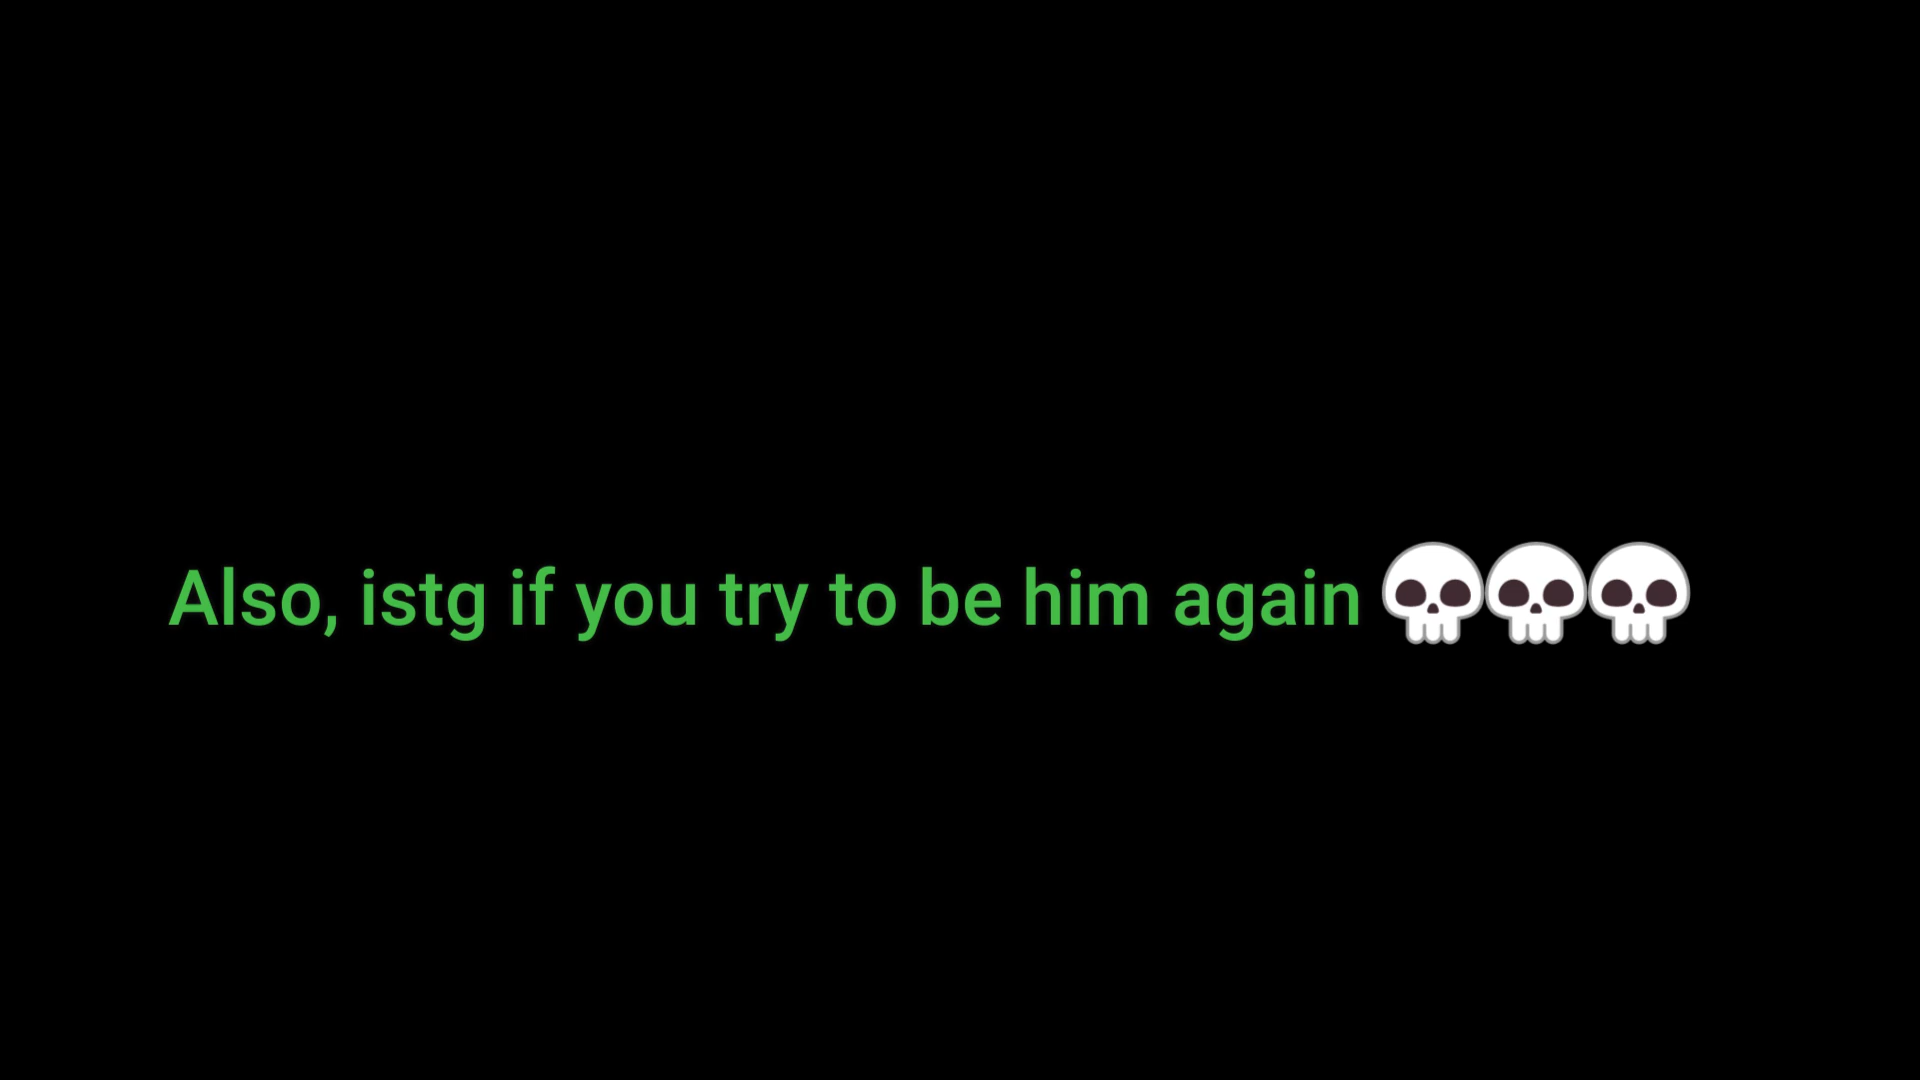 Also, istg if you try to be him again 💀💀💀